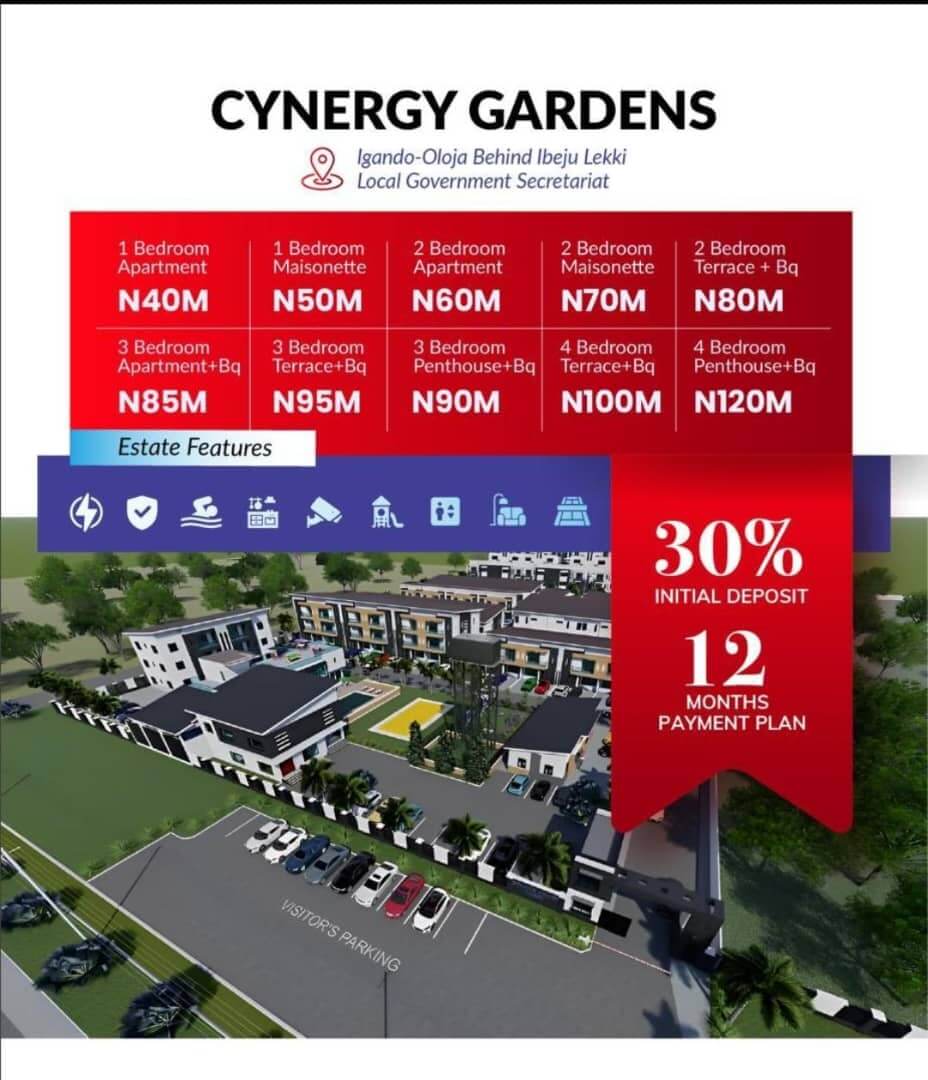 CYNERGY GARDENS
Igando-Oloja Behind Ibeju Lekki
Local Government Secretariat
1 Bedroom
Apartment
N40M
1 Bedroom
Maisonette
N50M
2 Bedroom
Apartment
N60M
2 Bedroom
Maisonette
N70M
2 Bedroom
Terrace + Bq
N80M
3 Bedroom
Apartment+Bq
N85M
3 Bedroom
Terrace+Bq
N95M
3 Bedroom
Penthouse+Bq
N90M
4 Bedroom
Terrace+Bq
N100M
4 Bedroom
Penthouse+Bq
N120M
Estate Features
30%
INITIAL DEPOSIT
12
MONTHS
PAYMENT PLAN
VISITOR'S PARKING